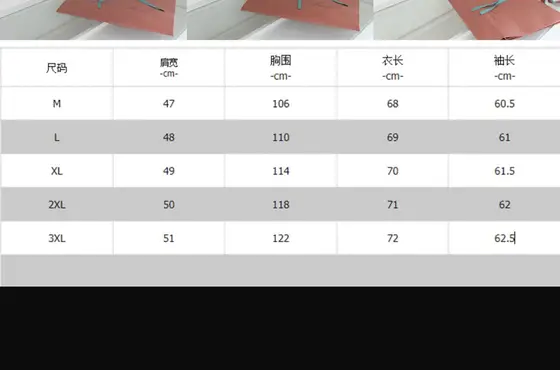 尺码 肩宽 -cm- 胸围 -cm- 衣长 -cm- 袖长 -cm-
M 47 106 68 60.5
L 48 110 69 61
XL 49 114 70 61.5
2XL 50 118 71 62
3XL 51 122 72 62.5